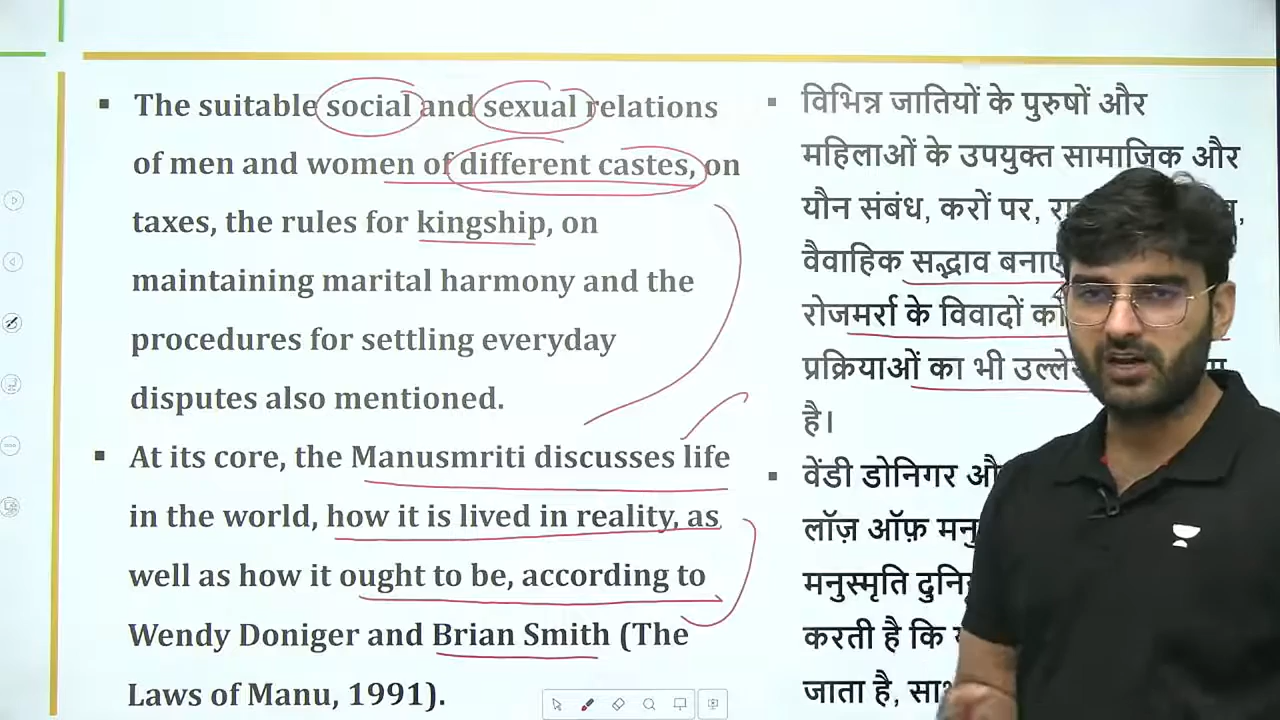 ▪ The suitable social and sexual relations
of men and women of different castes, on
taxes, the rules for kingship, on
maintaining marital harmony and the
procedures for settling everyday
disputes also mentioned.
▪ At its core, the Manusmriti discusses life
in the world, how it is lived in reality, as
well as how it ought to be, according to
Wendy Doniger and Brian Smith (The
Laws of Manu, 1991).
▪ विभिन्न जातियों के पुरुषों और
महिलाओं के उपयुक्त सामाजिक और
यौन संबंध, करों पर,
वैवाहिक सद्भाव
रोजमर्रा के विवादों को
प्रक्रियाओं का भी
है।
▪ वेंडी डोनिगर
लॉज़ ऑफ़
मनुस्मृति
करती है कि
जाता है,